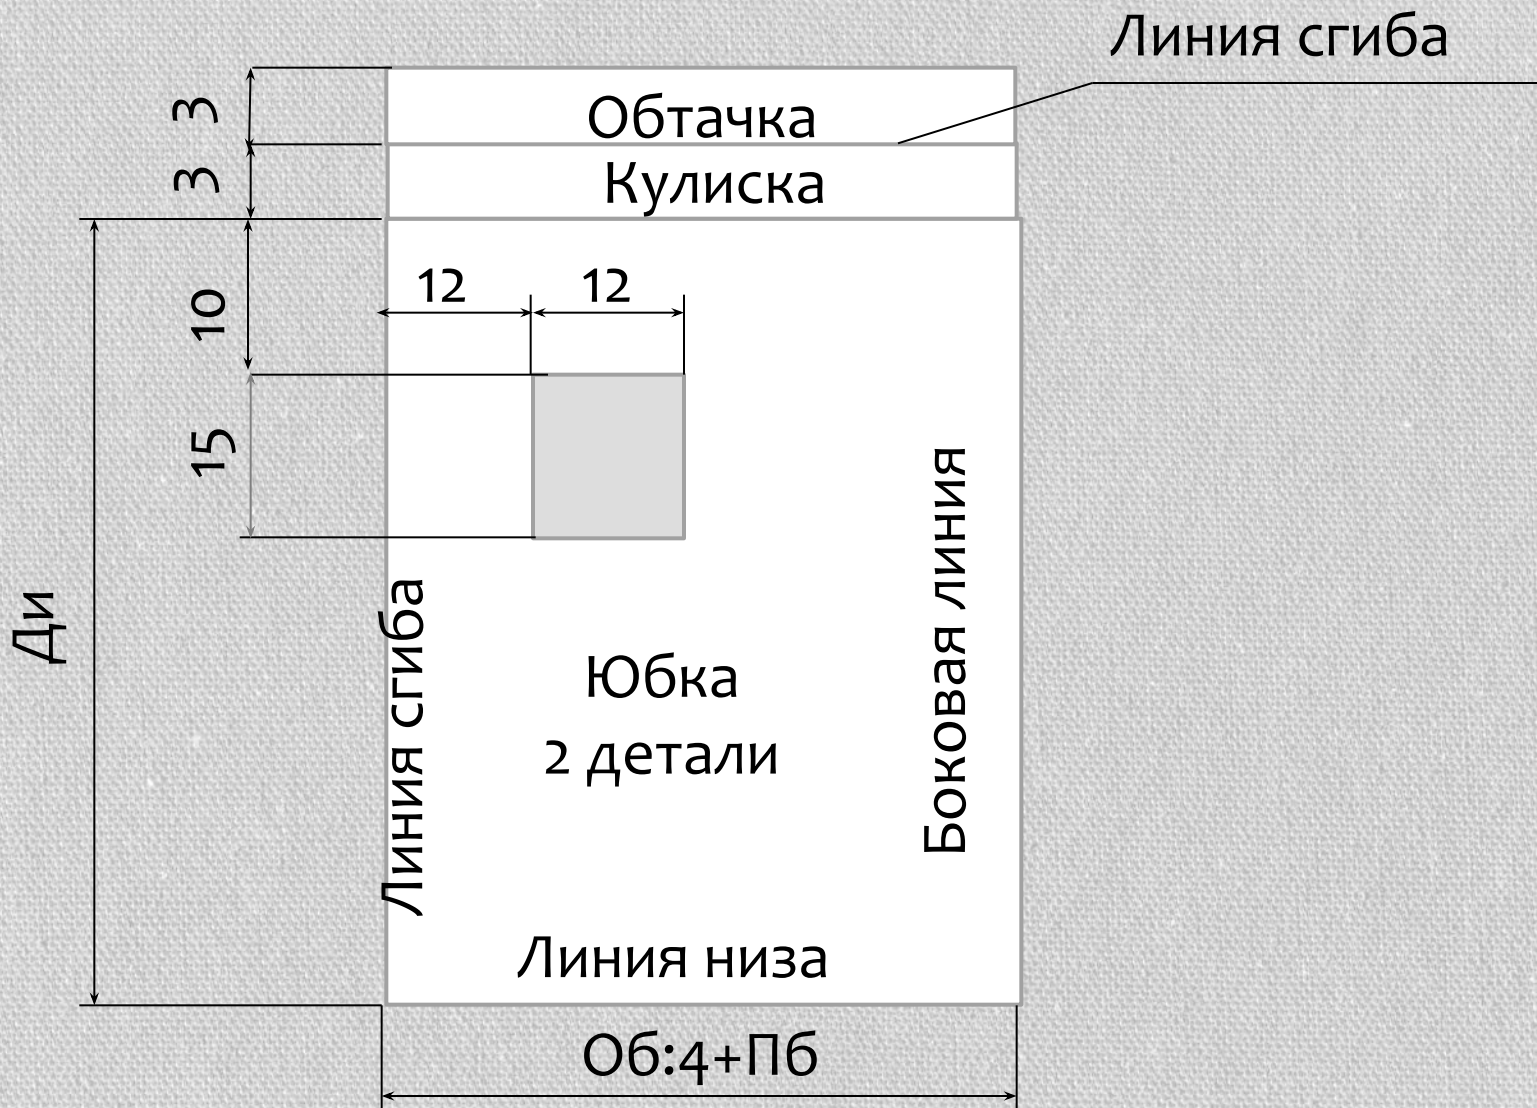 Линия сгиба
3
Обтачка
3
Кулиска
12
12
10
15
Ди
Линия сгиба
Боковая линия
Юбка
2 детали
Линия низа
Об:4+Пб